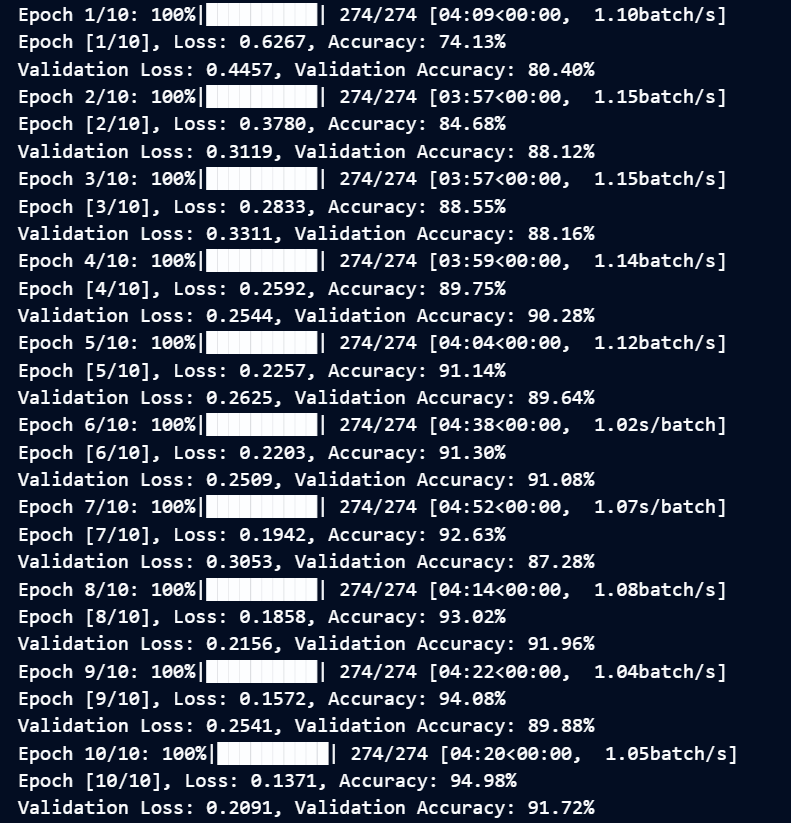 Epoch 1/10: 100%|██████████| 274/274 [04:09<00:00,  1.10batch/s]
Epoch [1/10], Loss: 0.6267, Accuracy: 74.13%
Validation Loss: 0.4457, Validation Accuracy: 80.40%
Epoch 2/10: 100%|██████████| 274/274 [03:57<00:00,  1.15batch/s]
Epoch [2/10], Loss: 0.3780, Accuracy: 84.68%
Validation Loss: 0.3119, Validation Accuracy: 88.12%
Epoch 3/10: 100%|██████████| 274/274 [03:57<00:00,  1.15batch/s]
Epoch [3/10], Loss: 0.2833, Accuracy: 88.55%
Validation Loss: 0.3311, Validation Accuracy: 88.16%
Epoch 4/10: 100%|██████████| 274/274 [03:59<00:00,  1.14batch/s]
Epoch [4/10], Loss: 0.2592, Accuracy: 89.75%
Validation Loss: 0.2544, Validation Accuracy: 90.28%
Epoch 5/10: 100%|██████████| 274/274 [04:04<00:00,  1.12batch/s]
Epoch [5/10], Loss: 0.2257, Accuracy: 91.14%
Validation Loss: 0.2625, Validation Accuracy: 89.64%
Epoch 6/10: 100%|██████████| 274/274 [04:38<00:00,  1.02s/batch]
Epoch [6/10], Loss: 0.2203, Accuracy: 91.30%
Validation Loss: 0.2509, Validation Accuracy: 91.08%
Epoch 7/10: 100%|██████████| 274/274 [04:52<00:00,  1.07s/batch]
Epoch [7/10], Loss: 0.1942, Accuracy: 92.63%
Validation Loss: 0.3053, Validation Accuracy: 87.28%
Epoch 8/10: 100%|██████████| 274/274 [04:14<00:00,  1.08batch/s]
Epoch [8/10], Loss: 0.1858, Accuracy: 93.02%
Validation Loss: 0.2156, Validation Accuracy: 91.96%
Epoch 9/10: 100%|██████████| 274/274 [04:22<00:00,  1.04batch/s]
Epoch [9/10], Loss: 0.1572, Accuracy: 94.08%
Validation Loss: 0.2541, Validation Accuracy: 89.88%
Epoch 10/10: 100%|██████████| 274/274 [04:20<00:00,  1.05batch/s]
Epoch [10/10], Loss: 0.1371, Accuracy: 94.98%
Validation Loss: 0.2091, Validation Accuracy: 91.72%